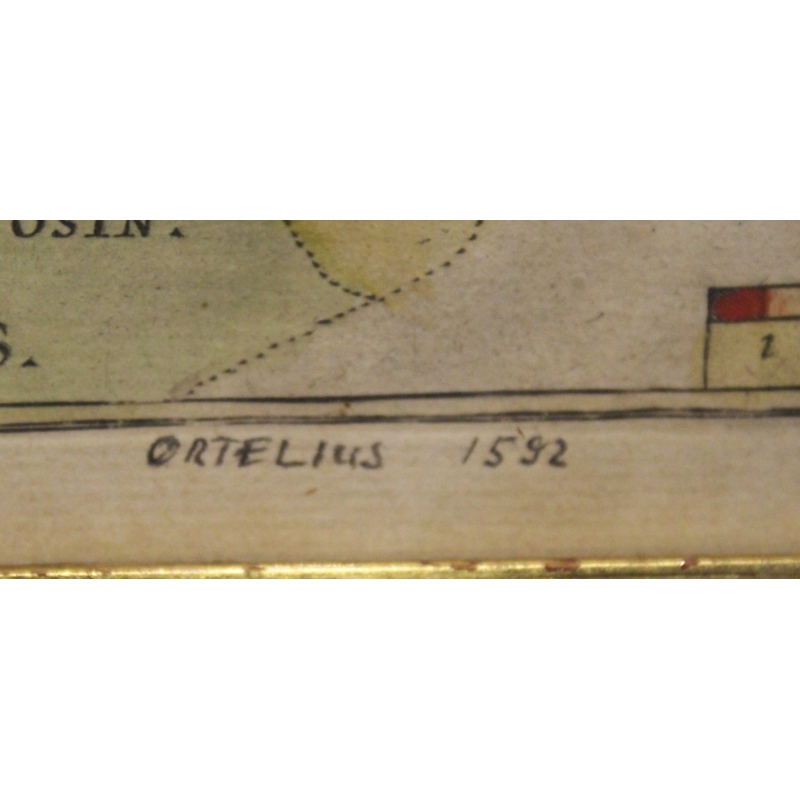 OSIN.
S.
1
ORTELIUS 1592